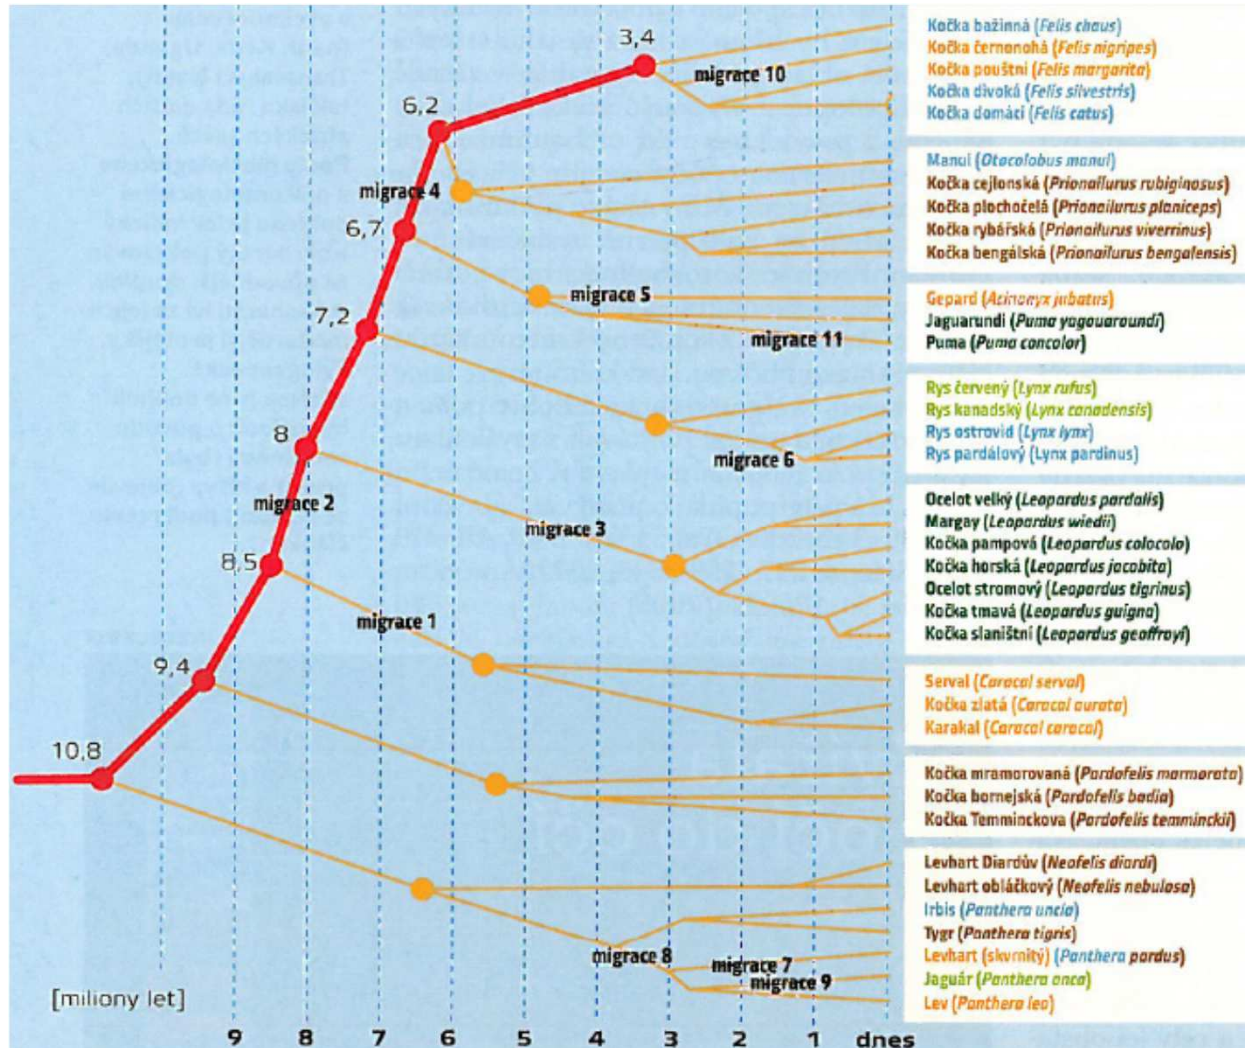 3,4
6,2
6,7
7,2
8
8,5
9,4
10,8
migrace 10
migrace 4
migrace 5
migrace 11
migrace 6
migrace 2
migrace 3
migrace 1
migrace 8
migrace 7
migrace 9
Kočka bažinná (Felis chaus)
Kočka černonohá (Felis nigripes)
Kočka pouštní (Felis margarita)
Kočka divoká (Felis silvestris)
Kočka domácí (Felis catus)
Manul (Otocolobus manul)
Kočka cejlonská (Prionailurus rubiginosus)
Kočka plochočelá (Prionailurus planiceps)
Kočka rybářská (Prionailurus viverrinus)
Kočka bengálská (Prionailurus bengalensis)
Gepard (Acinonyx jubatus)
Jaguarundi (Puma yagouaroundi)
Puma (Puma concolor)
Rys červený (Lynx rufus)
Rys kanadský (Lynx canadensis)
Rys ostrovid (Lynx lynx)
Rys pardálový (Lynx pardinus)
Ocelot velký (Leopardus pardalis)
Margay (Leopardus wiedii)
Kočka pampová (Leopardus colocolo)
Kočka horská (Leopardus jacobita)
Ocelot stromový (Leopardus tigrinus)
Kočka tmavá (Leopardus guigna)
Kočka slaništní (Leopardus geoffroyi)
Serval (Caracal serval)
Kočka zlatá (Caracal aurata)
Karakal (Caracal caracal)
Kočka mramorovaná (Pardofelis marmorata)
Kočka bornejská (Pardofelis badia)
Kočka Temminckova (Pardofelis temminckii)
Levhart Diardův (Neofelis diardi)
Levhart obláčkový (Neofelis nebulosa)
Irbis (Panthera uncia)
Tygr (Panthera tigris)
Levhart (skvrnitý) (Panthera pardus)
Jaguár (Panthera onca)
Lev (Panthera leo)
[miliony let]
9 8 7 6 5 4 3 2 1 dnes